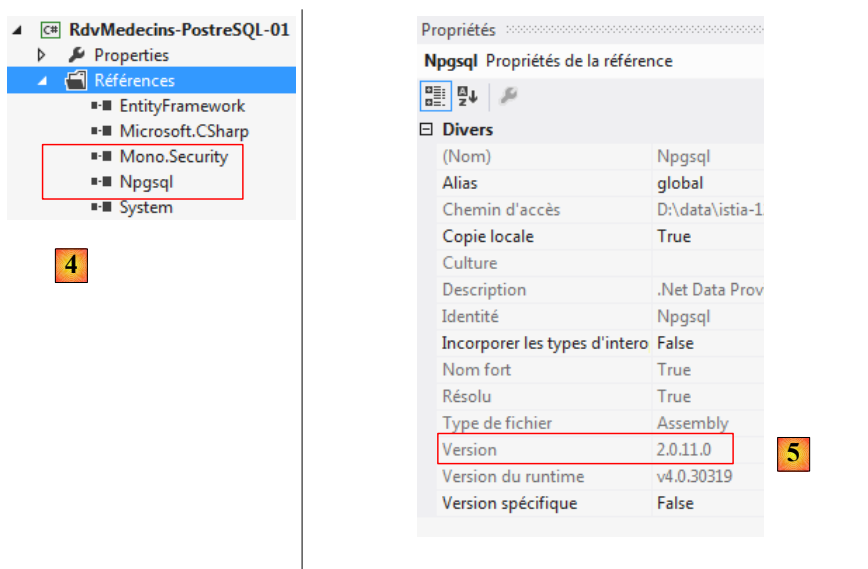 RdvMedecins-PostreSQL-01
Properties
Références
EntityFramework
Microsoft.CSharp
Mono.Security
Npgsql
System
4
Propriétés
Npgsql Propriétés de la référence
Divers
(Nom) Npgsql
Alias global
Chemin d'accès D:\data\istia-1
Copie locale True
Culture
Description .Net Data Prov
Identité Npgsql
Incorporer les types d'intero False
Nom fort True
Résolu True
Type de fichier Assembly
Version 2.0.11.0
Version du runtime v4.0.30319
Version spécifique False
5